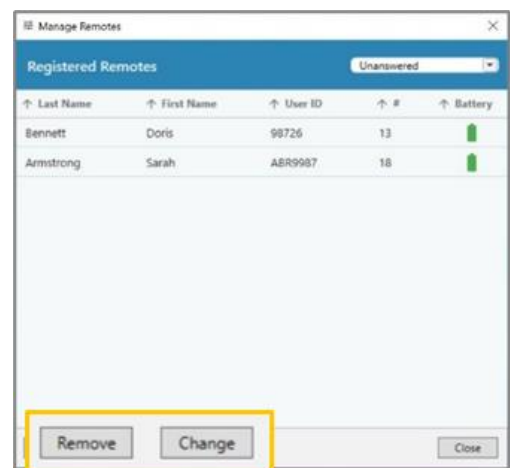 Manage Remotes
Registered Remotes Unanswered
Last Name First Name User ID # Battery
Bennett Doris 98726 13
Armstrong Sarah ABR9987 18
Remove Change Close